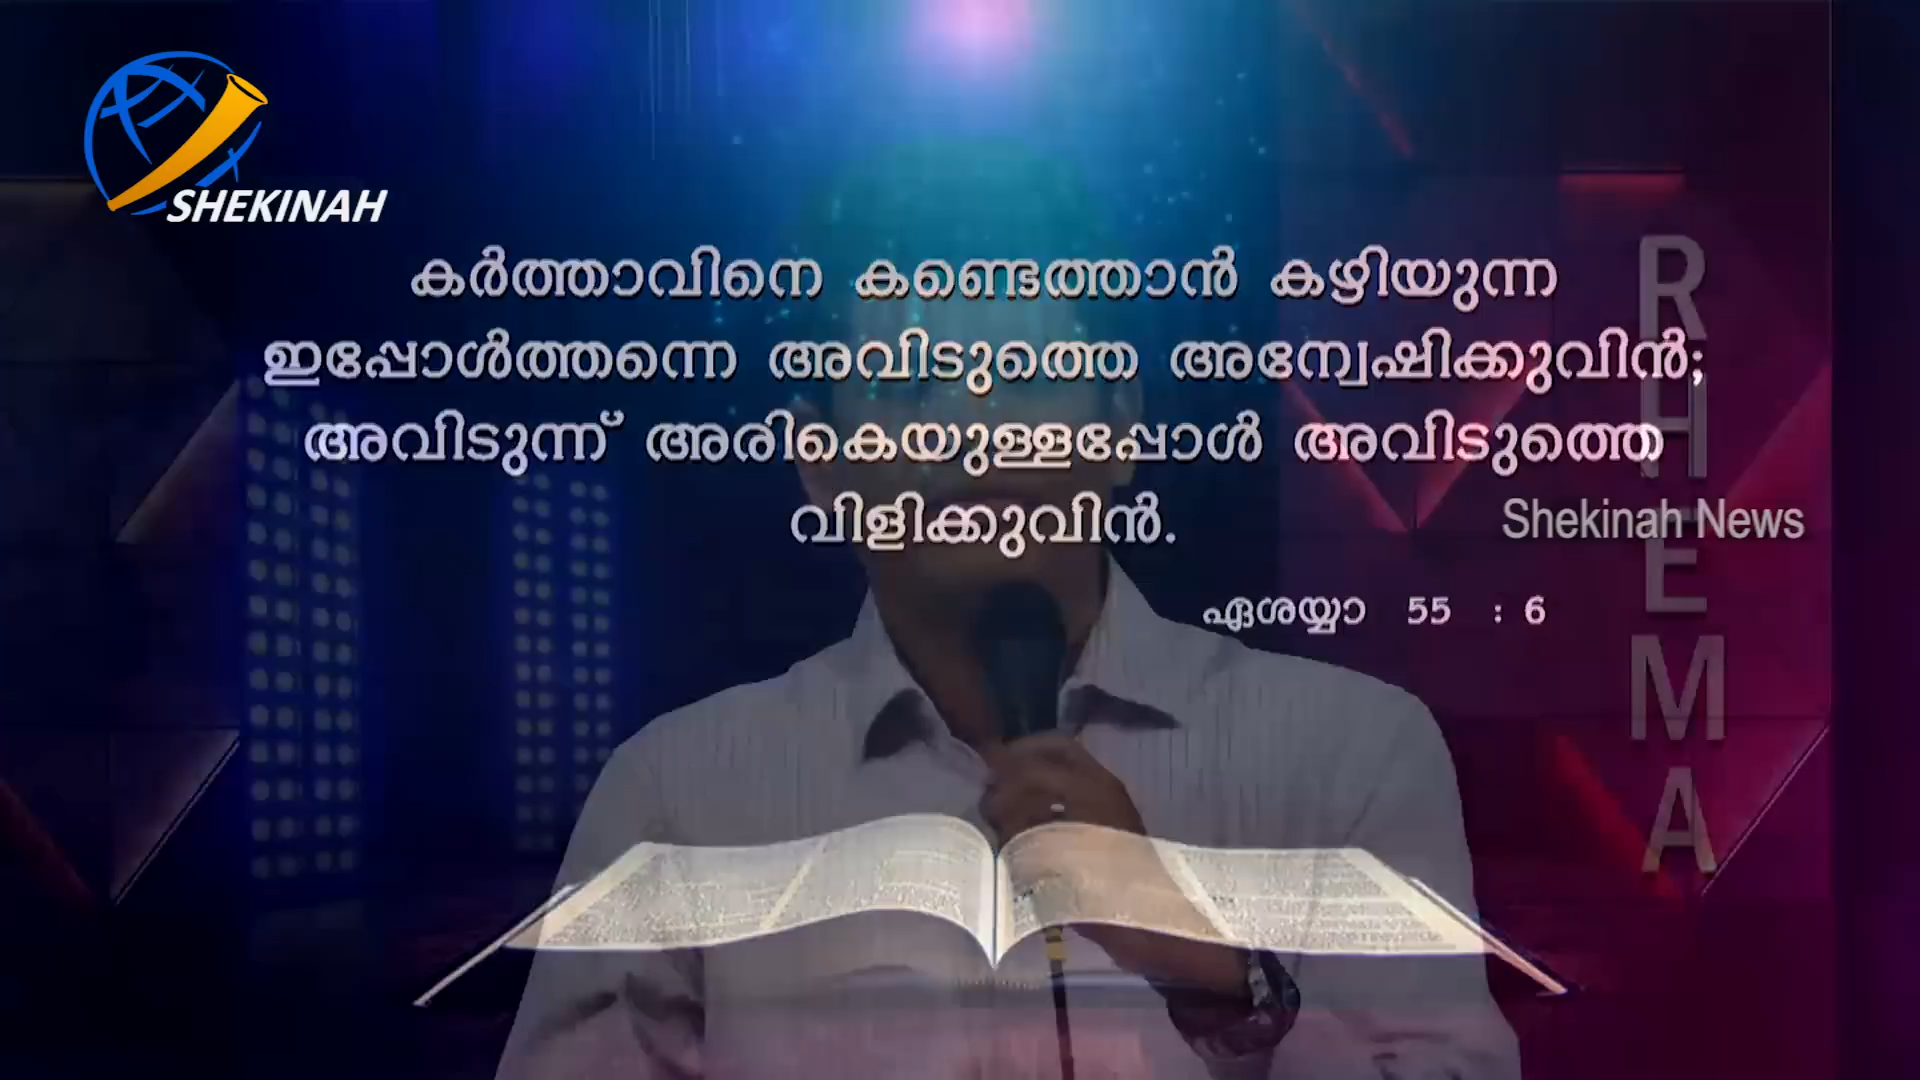 SHEKINAH
കർത്താവിനെ കണ്ടെത്താൻ കഴിയുന്ന
ഇപ്പോൾത്തന്നെ അവിടുത്തെ അന്വേഷിക്കുവിൻ;
അവിടുന്ന് അരികെയുള്ളപ്പോൾ അവിടുത്തെ
വിളിക്കുവിൻ.
Shekinah News
ഏശയ്യാ 55 : 6
RHEMA